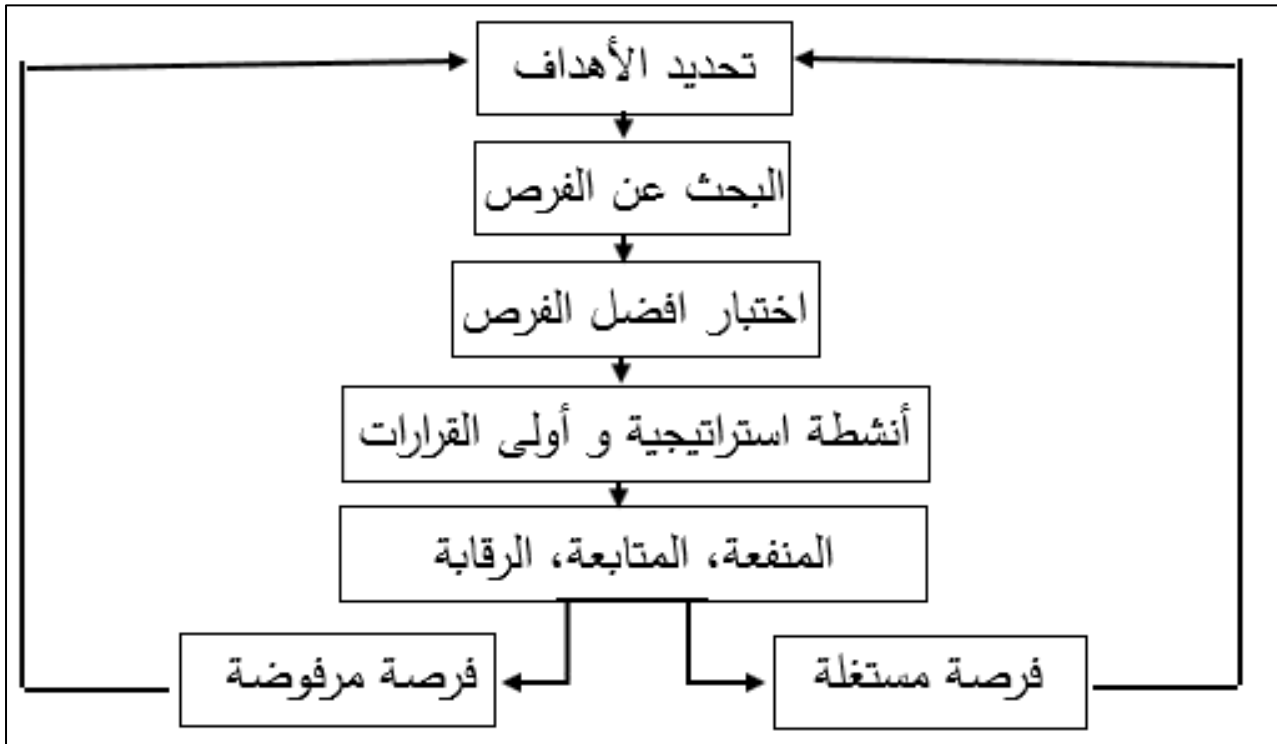 تحديد الأهداف
البحث عن الفرص
اختبار افضل الفرص
أنشطة استراتيجية و أولى القرارات
المنفعة، المتابعة، الرقابة
فرصة مستغلة
فرصة مرفوضة